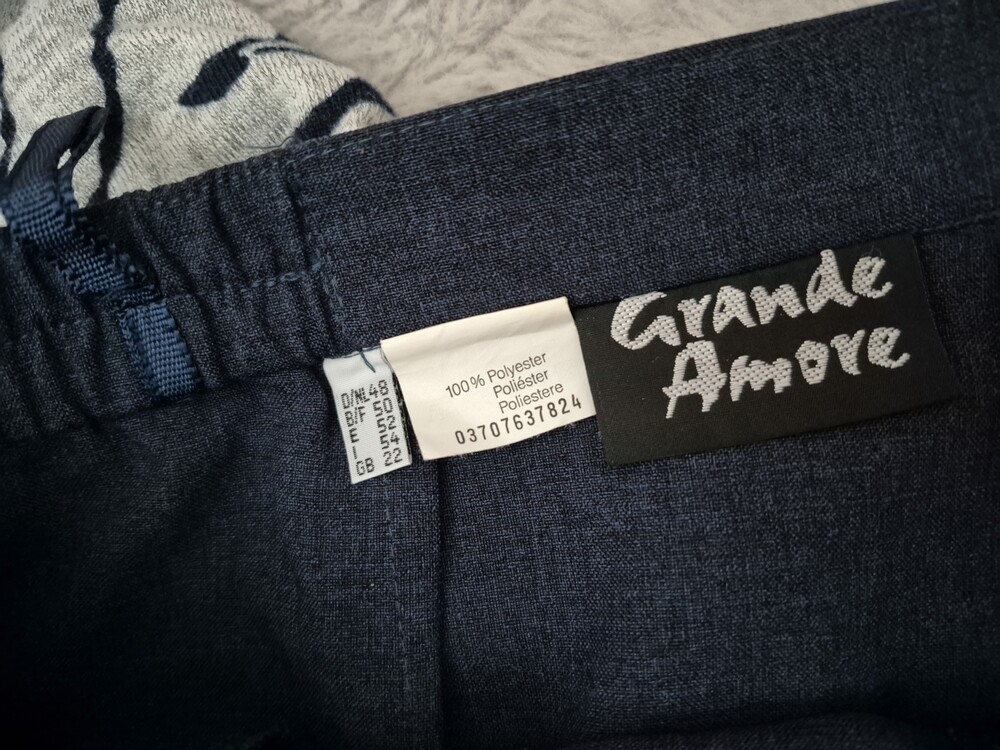 D/NL 48
B/F 50
E 52
I 54
GB 22
100% Polyester
Poliéster
Poliestere
03707637824
Grande
Amore